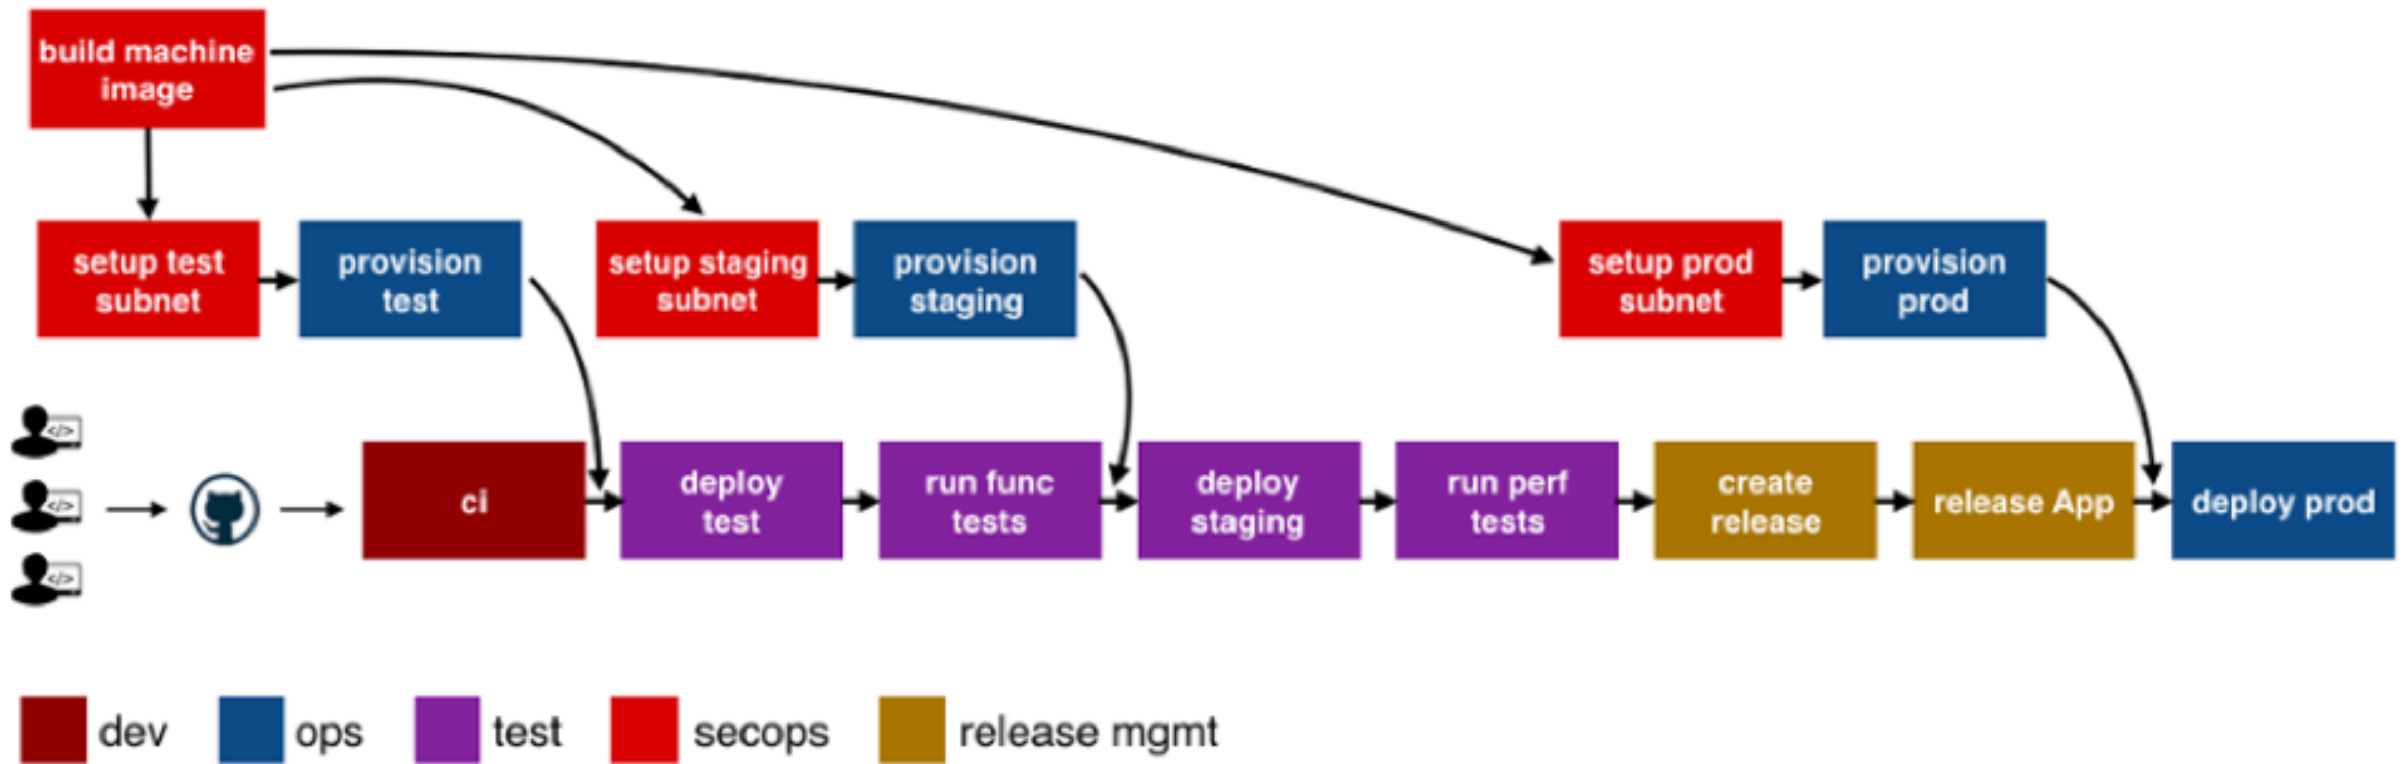 build machine
image
setup test
subnet
provision
test
setup staging
subnet
provision
staging
setup prod
subnet
provision
prod
</>
</>
</>
ci
deploy
test
run func
tests
deploy
staging
run perf
tests
create
release
release App
deploy prod
dev
ops
test
secops
release mgmt